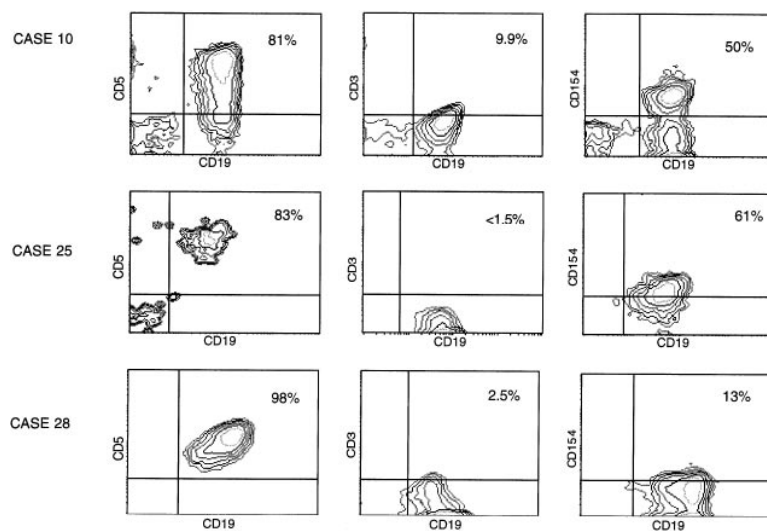 CASE 10
CD5
81%
CD19
CD3
9.9%
CD19
CD154
50%
CD19
CASE 25
CD5
83%
CD19
CD3
<1.5%
CD19
CD154
61%
CD19
CASE 28
CD5
98%
CD19
CD3
2.5%
CD19
CD154
13%
CD19